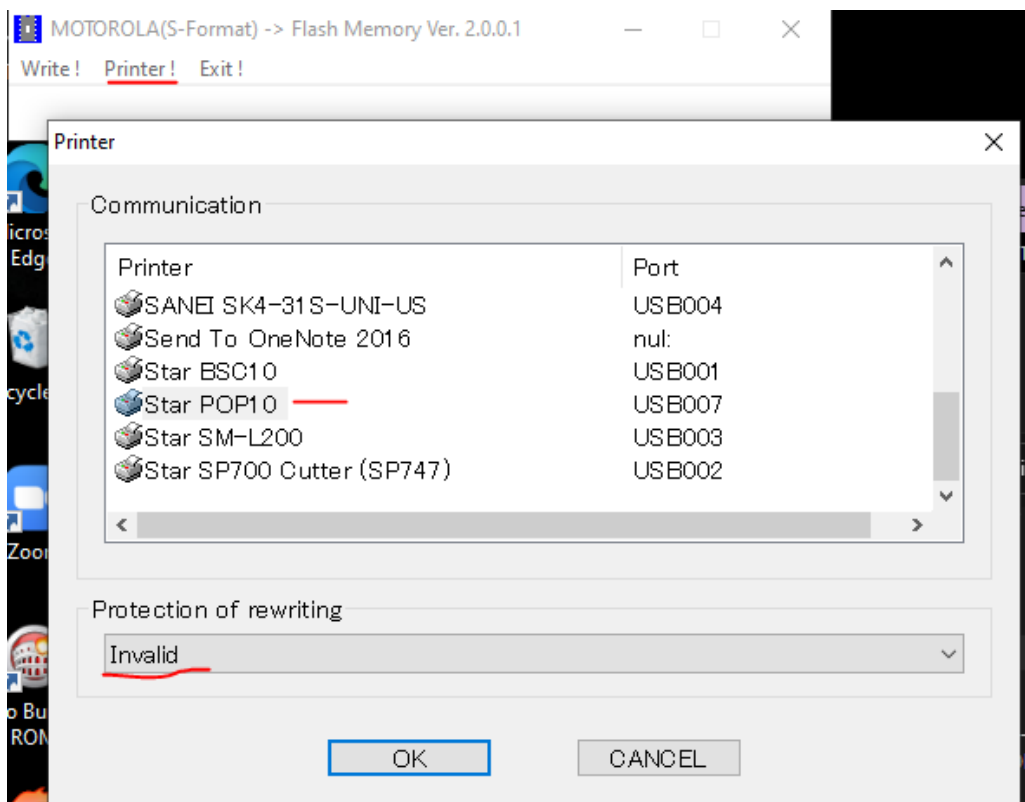 MOTOROLA(S-Format) -> Flash Memory Ver. 2.0.0.1
Write! Printer! Exit!
Printer
Communication
Printer Port
SANEI SK4-31S-UNI-US USB004
Send To OneNote 2016 nul:
Star BSC10 USB001
Star POP10 USB007
Star SM-L200 USB003
Star SP700 Cutter (SP747) USB002
Protection of rewriting
Invalid
OK CANCEL
icros
Edg
cycle
Zoo
o Bu
RO